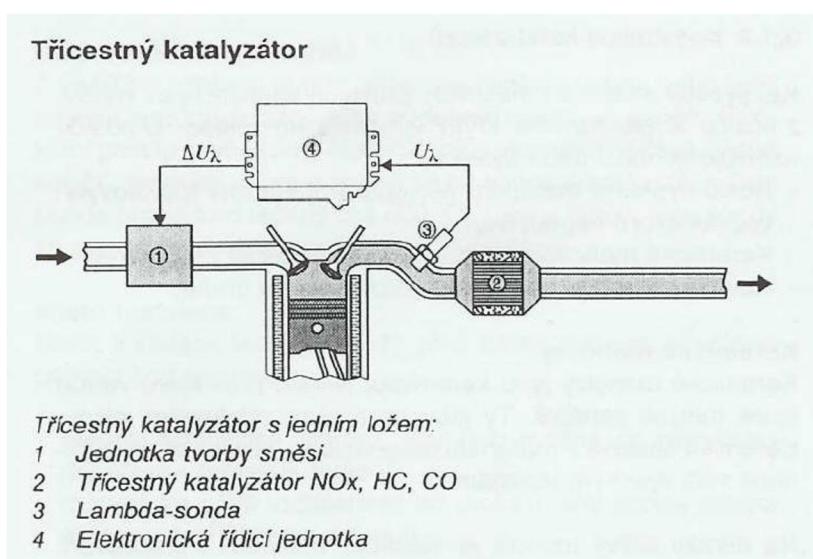 Třícestný katalyzátor
④
ΔUλ
Uλ
③
①
②
Třícestný katalyzátor s jedním ložem:
1 Jednotka tvorby směsi
2 Třícestný katalyzátor NOx, HC, CO
3 Lambda-sonda
4 Elektronická řídicí jednotka